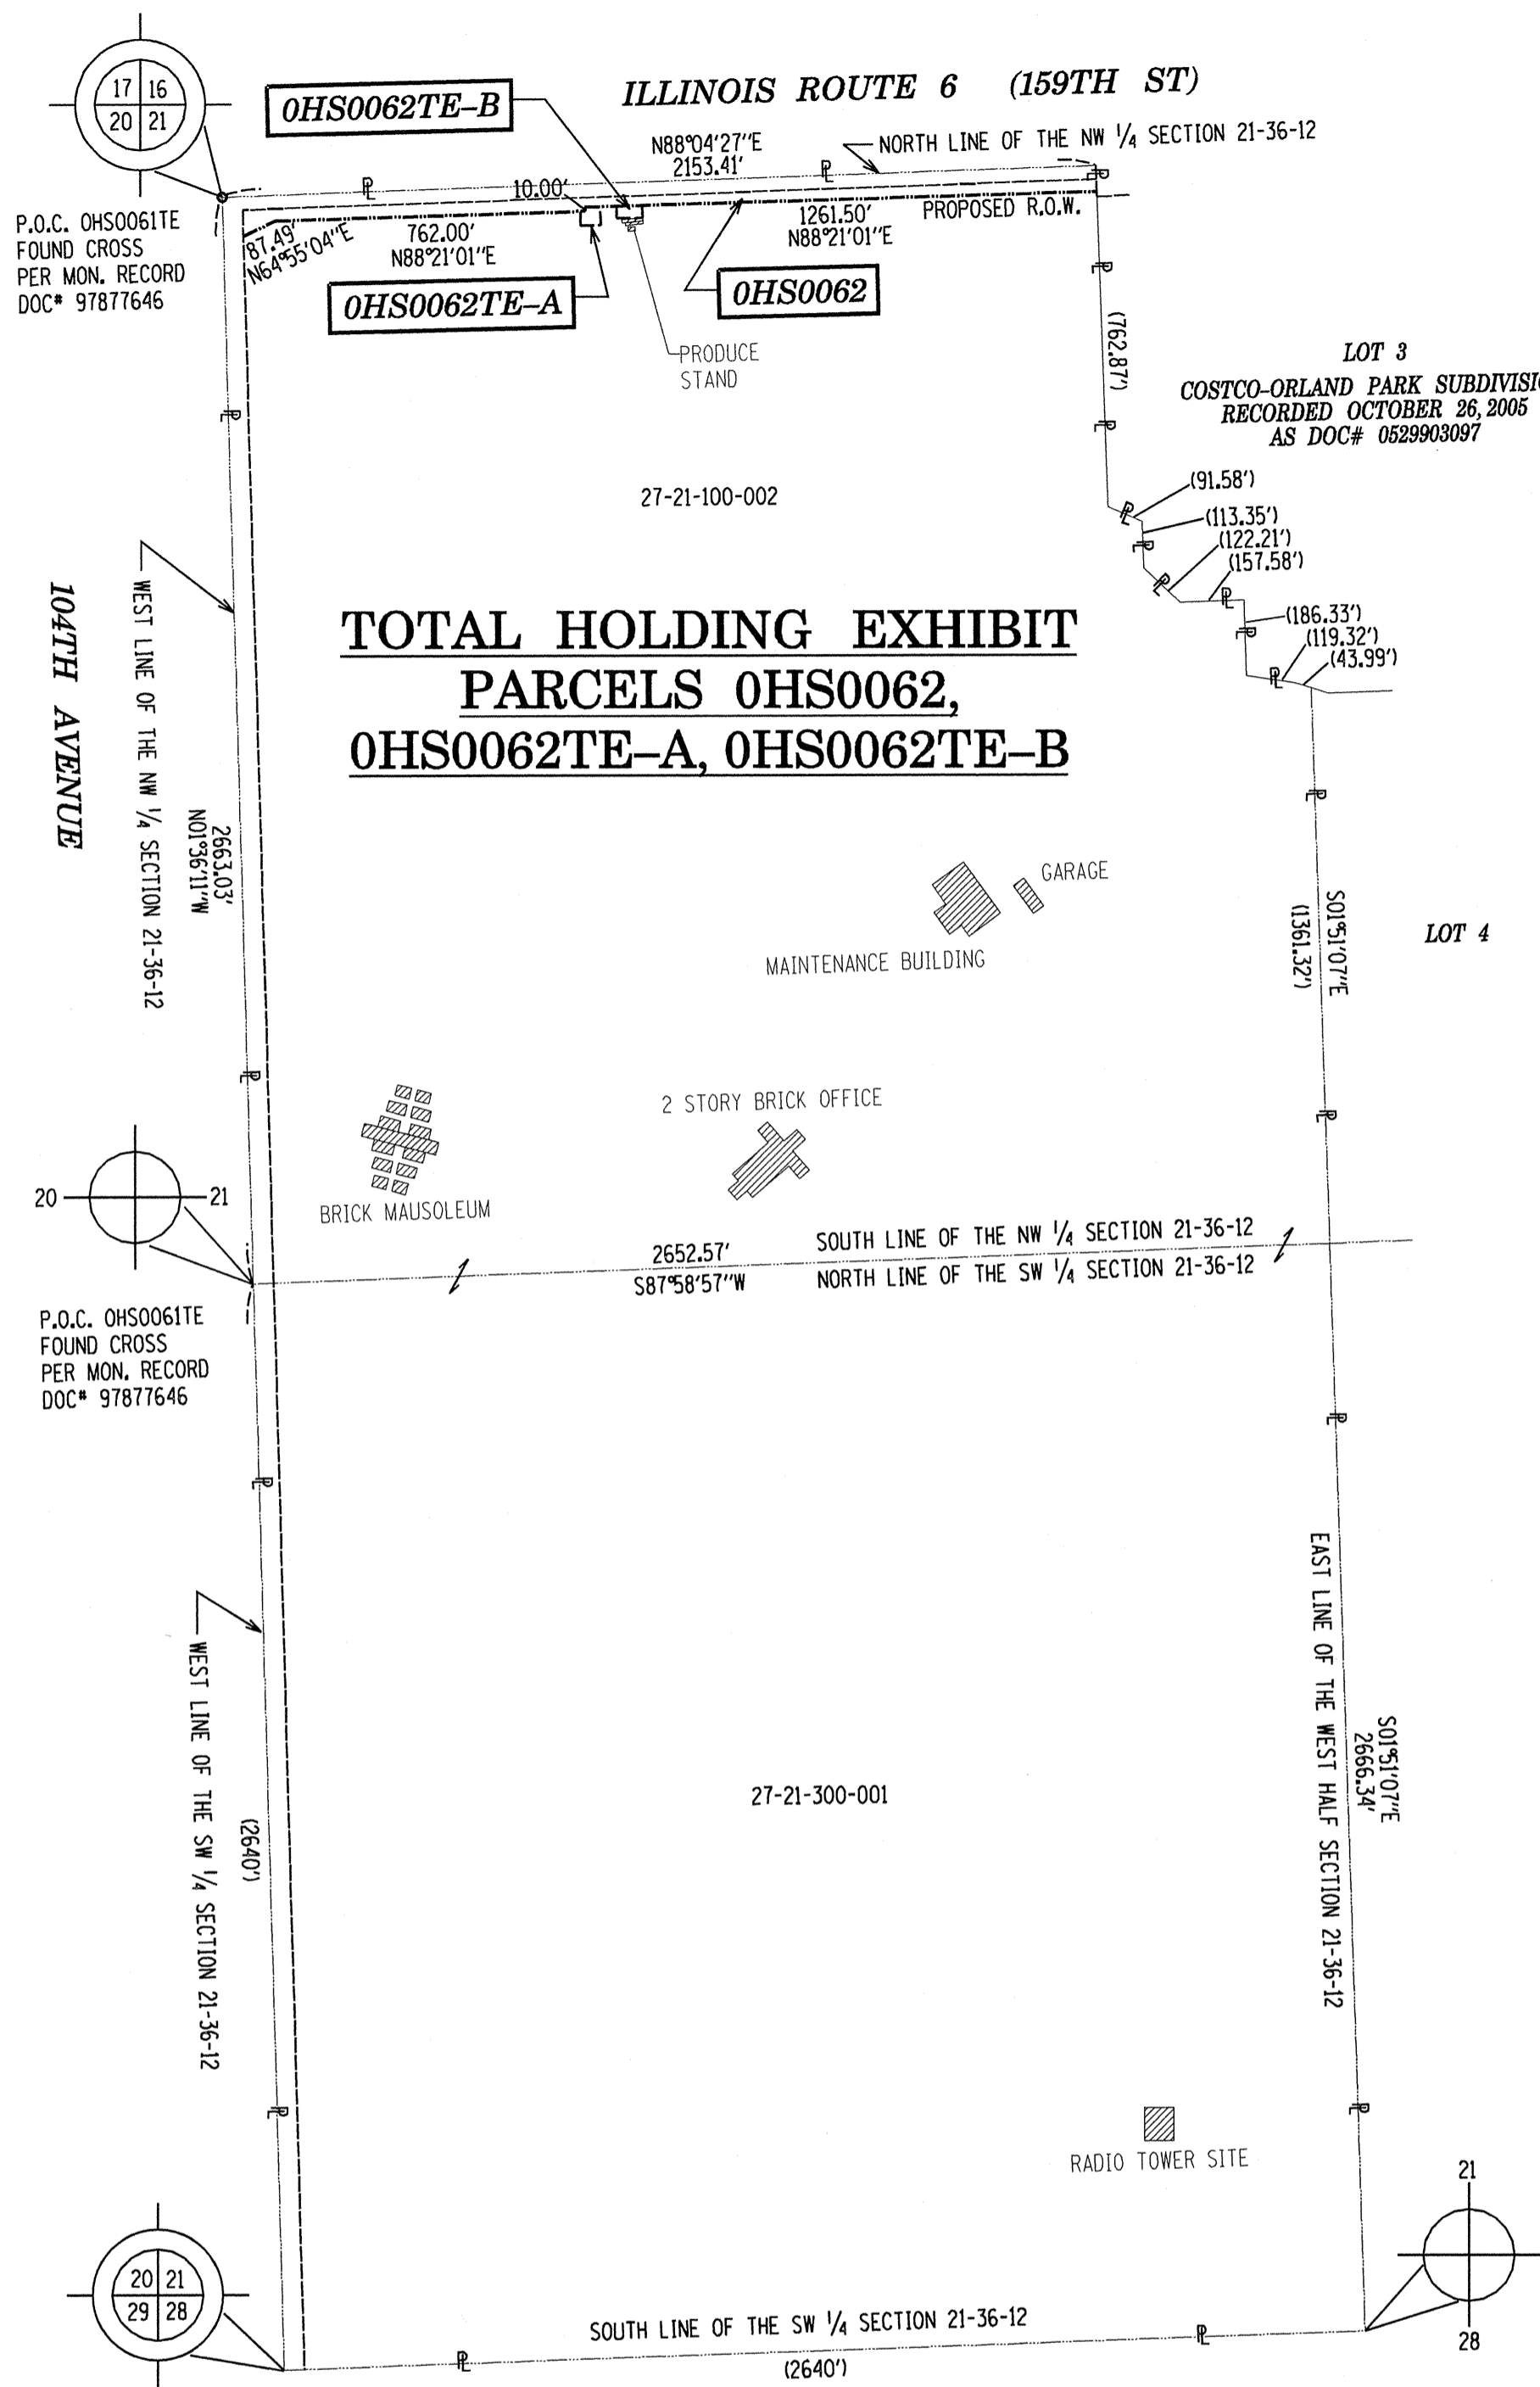 17 16
20 21
0HS0062TE-B
ILLINOIS ROUTE 6 (159TH ST)
N88°04'27"E
2153.41'
NORTH LINE OF THE NW 1/4 SECTION 21-36-12
P.O.C. OHS0061TE
FOUND CROSS
PER MON. RECORD
DOC# 97877646
10.00'
87.49'
N64°55'04"E
762.00'
N88°21'01"E
1261.50'
N88°21'01"E
PROPOSED R.O.W.
0HS0062TE-A
0HS0062
PRODUCE
STAND
(762.87')
LOT 3
COSTCO-ORLAND PARK SUBDIVISI
RECORDED OCTOBER 26, 2005
AS DOC# 0529903097
27-21-100-002
(91.58')
(113.35')
(122.21')
(157.58')
(186.33')
(119.32')
(43.99')
104TH AVENUE
WEST LINE OF THE NW 1/4 SECTION 21-36-12
2663.03'
N01°36'11"W
TOTAL HOLDING EXHIBIT
PARCELS 0HS0062,
0HS0062TE-A, 0HS0062TE-B
GARAGE
MAINTENANCE BUILDING
S01°51'07"E
(1361.32')
LOT 4
2 STORY BRICK OFFICE
BRICK MAUSOLEUM
20 21
2652.57'
S87°58'57"W
SOUTH LINE OF THE NW 1/4 SECTION 21-36-12
NORTH LINE OF THE SW 1/4 SECTION 21-36-12
P.O.C. OHS0061TE
FOUND CROSS
PER MON. RECORD
DOC# 97877646
WEST LINE OF THE SW 1/4 SECTION 21-36-12
(2640')
27-21-300-001
EAST LINE OF THE WEST HALF SECTION 21-36-12
S01°51'07"E
2666.34'
RADIO TOWER SITE
20 21
29 28
21
28
SOUTH LINE OF THE SW 1/4 SECTION 21-36-12
(2640')